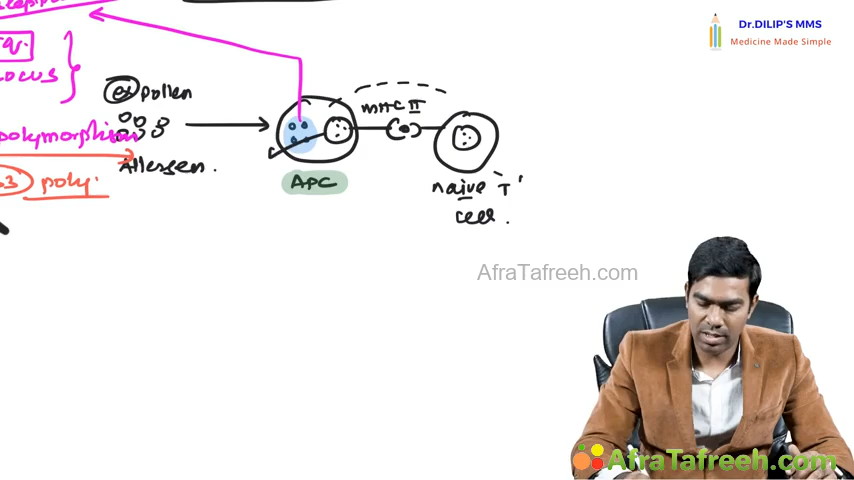 Dr.DILIP'S MMS
Medicine Made Simple
Locus
pollen
MHC II
polymorphism
Allergen.
poly.
APC
naive T
cell.
AfraTafreeh.com
AfraTafreeh.com